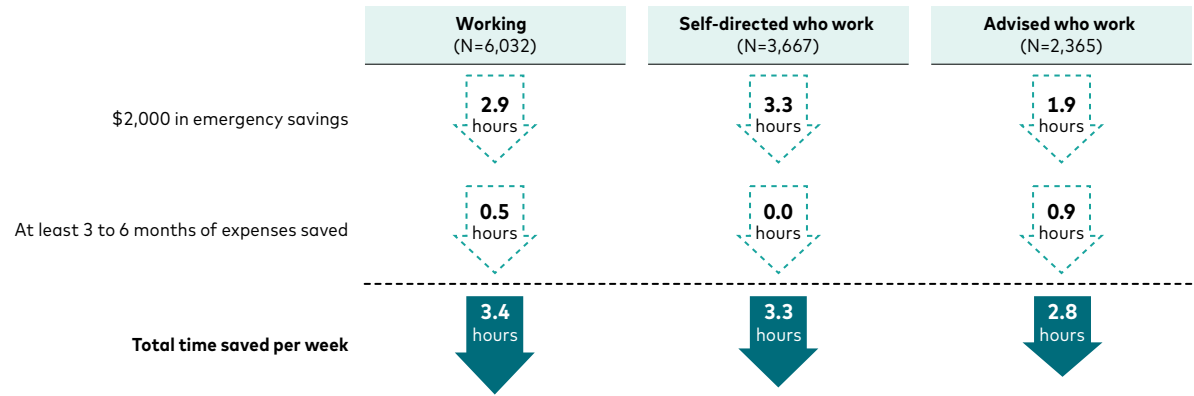 Working
(N=6,032)
Self-directed who work
(N=3,667)
Advised who work
(N=2,365)
$2,000 in emergency savings
2.9
hours
3.3
hours
1.9
hours
At least 3 to 6 months of expenses saved
0.5
hours
0.0
hours
0.9
hours
Total time saved per week
3.4
hours
3.3
hours
2.8
hours